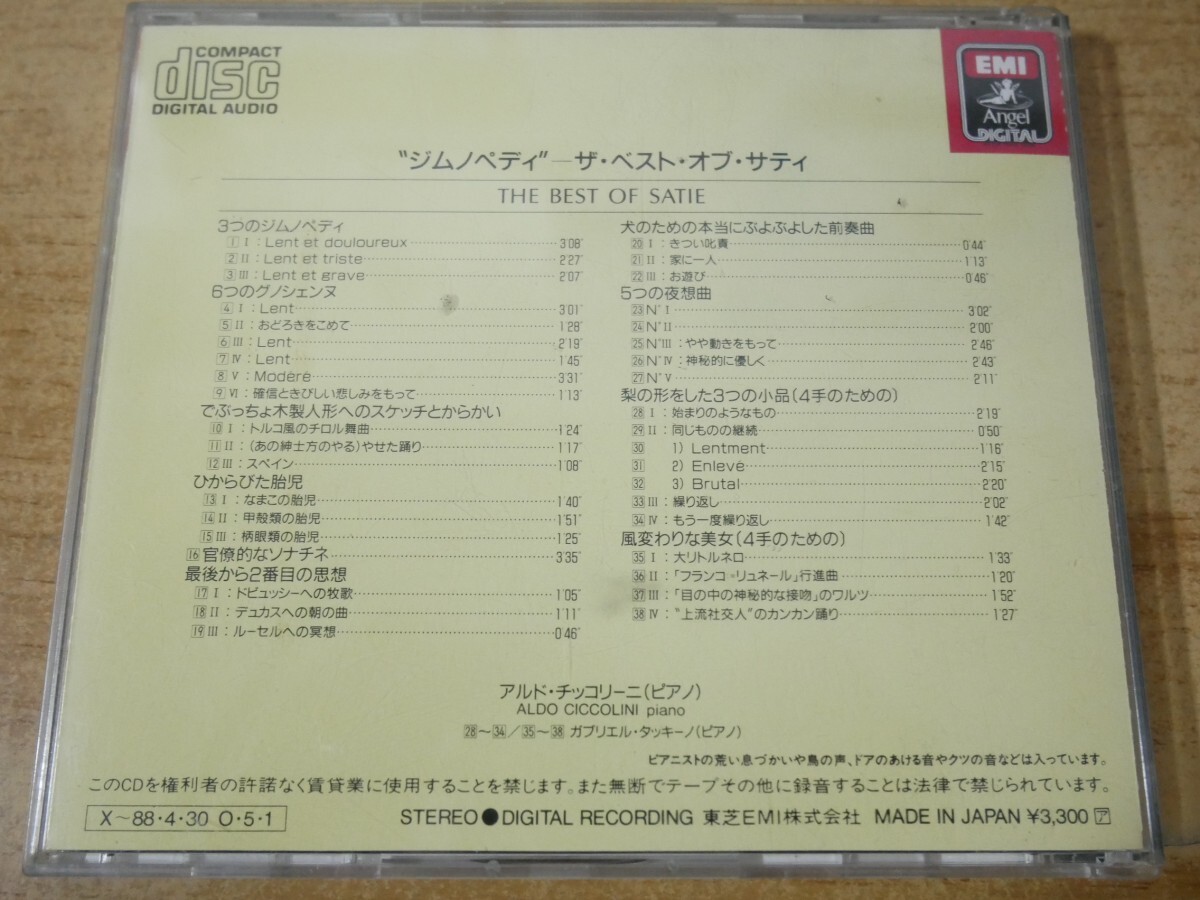 COMPACT
disc
DIGITAL AUDIO
EMI
Angel
DIGITAL
“ジムノペディ”—ザ・ベスト・オブ・サティ
THE BEST OF SATIE
3つのジムノペディ
1 I : Lent et douloureux 3'08"
2 II : Lent et triste 2'27"
3 III : Lent et grave 2'07"
6つのグノシェンヌ
4 I : Lent 3'01"
5 II : おどろきをこめて 1'28"
6 III : Lent 2'19"
7 IV : Lent 1'45"
8 V : Modéré 3'31"
9 VI : 確信ときびしい悲しみをもって 1'13"
でぶっちょ木製人形へのスケッチとからかい
10 I : トルコ風のチロル舞曲 1'24"
11 II : (あの紳士方のやる)やせた踊り 1'17"
12 III : スペイン 1'08"
ひからびた胎児
13 I : なまこの胎児 1'40"
14 II : 甲殻類の胎児 1'51"
15 III : 柄眼類の胎児 1'25"
16 官僚的なソナチネ 3'35"
最後から2番目の思想
17 I : ドビュッシーへの牧歌 1'05"
18 II : デュカスへの朝の曲 1'11"
19 III : ルーセルへの冥想 0'46"
犬のための本当にぶよぶよした前奏曲
20 I : きつい叱責 0'44"
21 II : 家に一人 1'13"
22 III : お遊び 0'46"
5つの夜想曲
23 N°I 3'02"
24 N°II 2'00"
25 N°III : やや動きをもって 2'46"
26 N°IV : 神秘的に優しく 2'43"
27 N°V 2'11"
梨の形をした3つの小品(4手のための)
28 I : 始まりのようなもの 2'19"
29 II : 同じものの継続 0'50"
30 1) Lentment 1'16"
31 2) Enlevé 2'15"
32 3) Brutal 2'20"
33 III : 繰り返し 2'02"
34 IV : もう一度繰り返し 1'42"
風変わりな美女(4手のための)
35 I : 大リトルネロ 1'33"
36 II : 「フランコ=リュネール」行進曲 1'20"
37 III : 「目の中の神秘的な接吻」のワルツ 1'52"
38 IV : “上流社交人”のカンカン踊り 1'27"
アルド・チッコリーニ(ピアノ)
ALDO CICCOLINI piano
28〜34/35〜38 ガブリエル・タッキーノ(ピアノ)
ピアニストの荒い息づかいや鳥の声、ドアのあける音やクツの音などは入っています。
このCDを権利者の許諾なく賃貸業に使用することを禁じます。また無断でテープその他に録音することは法律で禁じられています。
X〜88・4・30 O・5・1
STEREO●DIGITAL RECORDING 東芝EMI株式会社 MADE IN JAPAN ¥3,300 ア